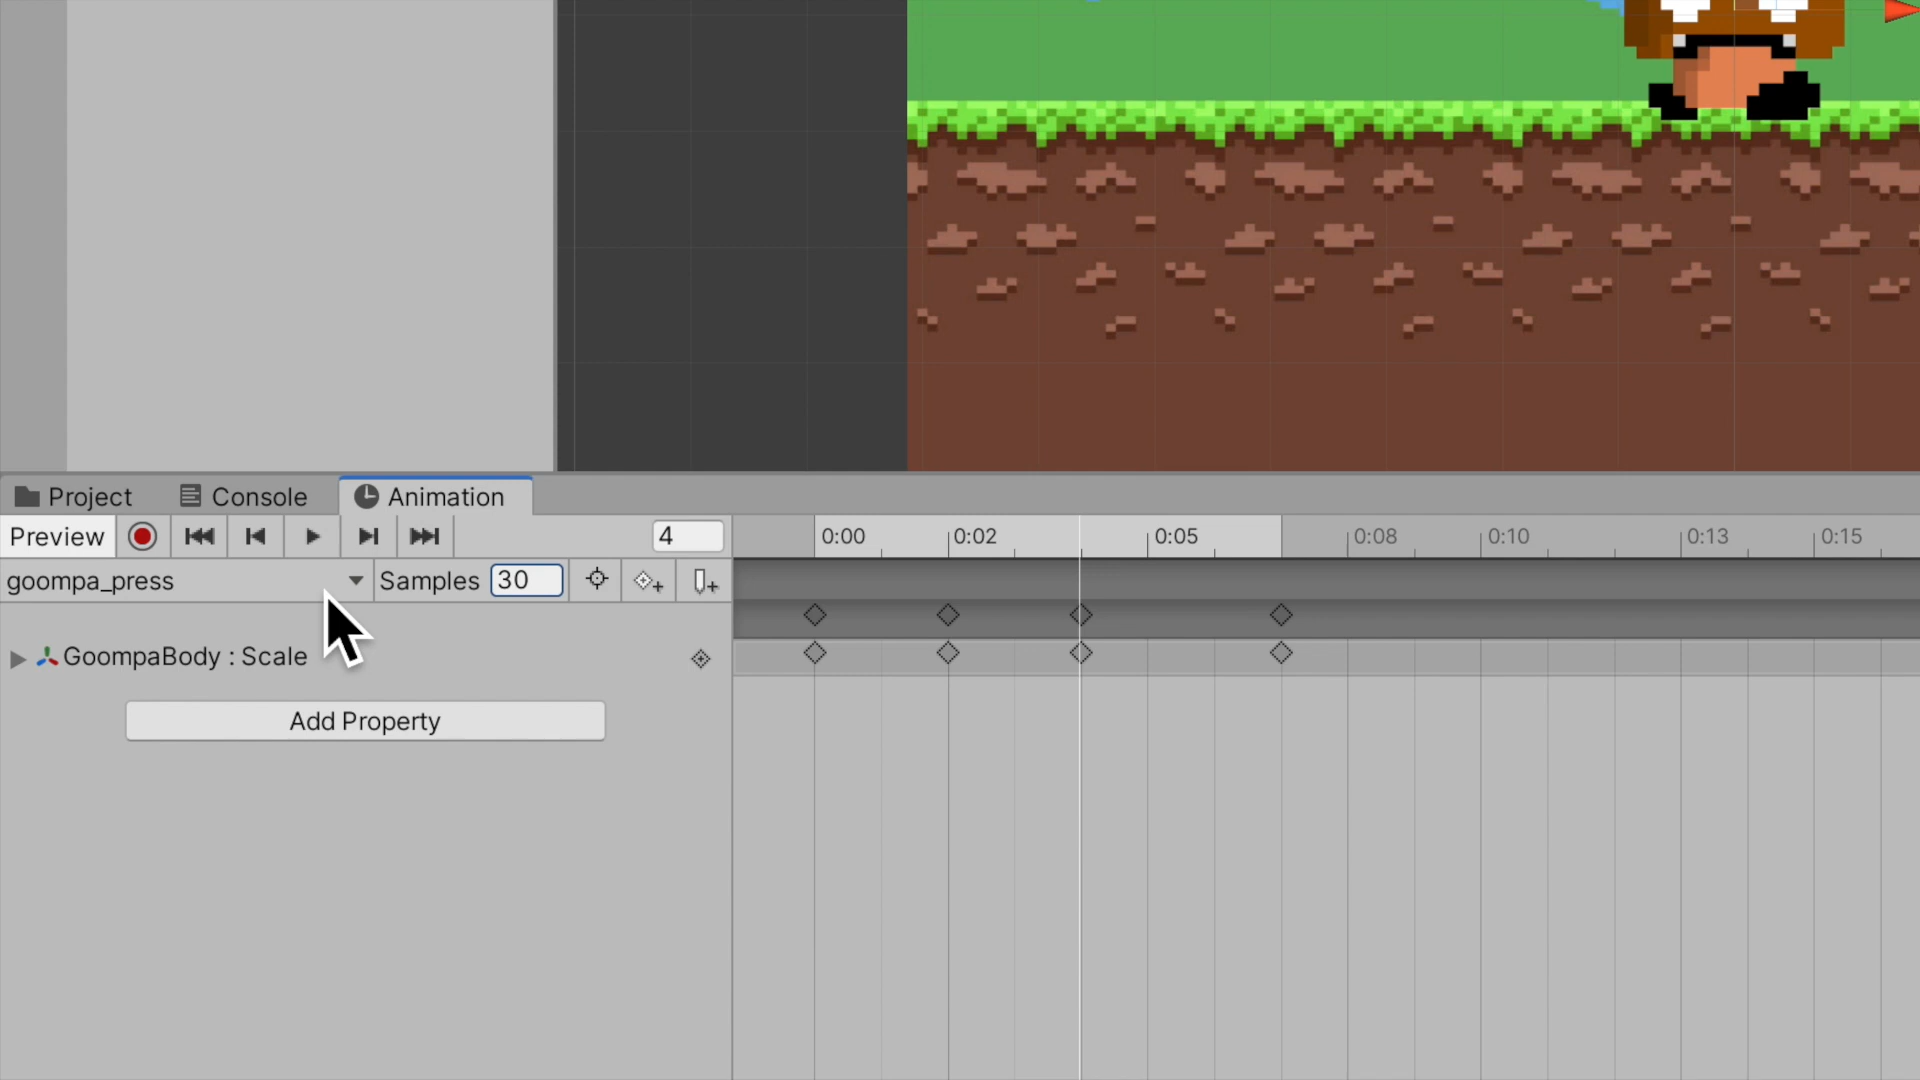 Project Console Animation
Preview 4 0:00 0:02 0:05 0:08 0:10 0:13 0:15
goompa_press Samples 30
GoompaBody : Scale
Add Property